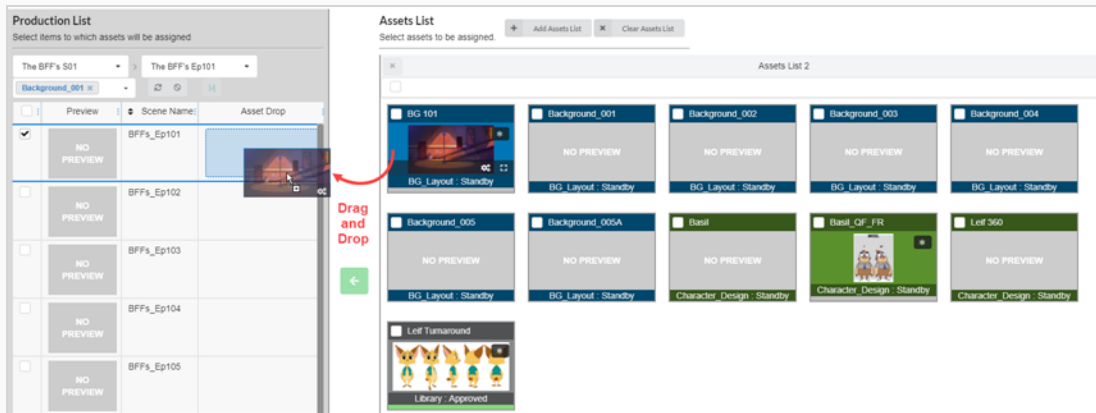 Production List
Select items to which assets will be assigned
The BFF's S01
The BFF's Ep101
Background_001 ×
Preview
Scene Name
Asset Drop
NO PREVIEW
BFFs_Ep101
NO PREVIEW
BFFs_Ep102
NO PREVIEW
BFFs_Ep103
NO PREVIEW
BFFs_Ep104
NO PREVIEW
BFFs_Ep105
Drag
and
Drop
Assets List
Select assets to be assigned.
+ Add Assets List
× Clear Assets List
Assets List 2
BG 101
BG_Layout : Standby
Background_001
NO PREVIEW
BG_Layout : Standby
Background_002
NO PREVIEW
BG_Layout : Standby
Background_003
NO PREVIEW
BG_Layout : Standby
Background_004
NO PREVIEW
BG_Layout : Standby
Background_005
NO PREVIEW
BG_Layout : Standby
Background_005A
NO PREVIEW
BG_Layout : Standby
Basil
NO PREVIEW
Character_Design : Standby
Basil_QF_FR
Character_Design : Standby
Leif 360
NO PREVIEW
Character_Design : Standby
Leif Turnaround
Library : Approved